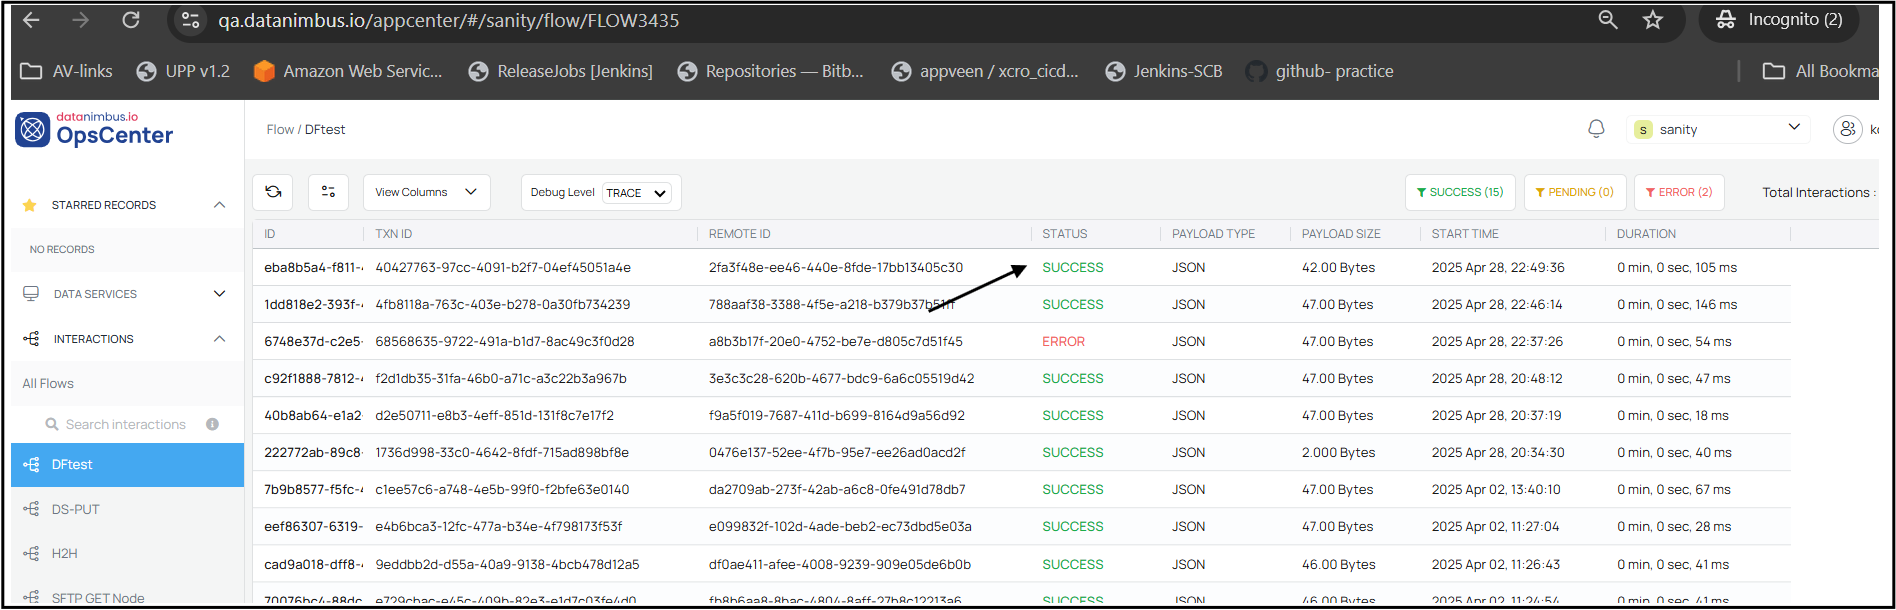 qa.datanimbus.io/appcenter/#/sanity/flow/FLOW3435 Incognito (2)
AV-links UPP v1.2 Amazon Web Servic... ReleaseJobs [Jenkins] Repositories — Bitb... appveen / xcro_cicd... Jenkins-SCB github- practice All Bookma
datanimbus.io
OpsCenter
Flow / DFtest
s sanity
STARRED RECORDS
NO RECORDS
DATA SERVICES
INTERACTIONS
All Flows
Search interactions
DFtest
DS-PUT
H2H
SFTP GET Node
View Columns Debug Level TRACE SUCCESS (15) PENDING (0) ERROR (2) Total Interactions :
ID TXN ID REMOTE ID STATUS PAYLOAD TYPE PAYLOAD SIZE START TIME DURATION
eba8b5a4-f811- 40427763-97cc-4091-b2f7-04ef45051a4e 2fa3f48e-ee46-440e-8fde-17bb13405c30 SUCCESS JSON 42.00 Bytes 2025 Apr 28, 22:49:36 0 min, 0 sec, 105 ms
1dd818e2-393f- 4fb8118a-763c-403e-b278-0a30fb734239 788aaf38-3388-4f5e-a218-b379b37b51ff SUCCESS JSON 47.00 Bytes 2025 Apr 28, 22:46:14 0 min, 0 sec, 146 ms
6748e37d-c2e5- 68568635-9722-491a-b1d7-8ac49c3f0d28 a8b3b17f-20e0-4752-be7e-d805c7d51f45 ERROR JSON 47.00 Bytes 2025 Apr 28, 22:37:26 0 min, 0 sec, 54 ms
c92f1888-7812- f2d1db35-31fa-46b0-a71c-a3c22b3a967b 3e3c3c28-620b-4677-bdc9-6a6c05519d42 SUCCESS JSON 47.00 Bytes 2025 Apr 28, 20:48:12 0 min, 0 sec, 47 ms
40b8ab64-e1a2- d2e50711-e8b3-4eff-851d-131f8c7e17f2 f9a5f019-7687-411d-b699-8164d9a56d92 SUCCESS JSON 47.00 Bytes 2025 Apr 28, 20:37:19 0 min, 0 sec, 18 ms
222772ab-89c8- 1736d998-33c0-4642-8fdf-715ad898bf8e 0476e137-52ee-4f7b-95e7-ee26ad0acd2f SUCCESS JSON 2.000 Bytes 2025 Apr 28, 20:34:30 0 min, 0 sec, 40 ms
7b9b8577-f5fc- c1ee57c6-a748-4e5b-99f0-f2bfe63e0140 da2709ab-273f-42ab-a6c8-0fe491d78db7 SUCCESS JSON 47.00 Bytes 2025 Apr 02, 13:40:10 0 min, 0 sec, 67 ms
eef86307-6319- e4b6bca3-12fc-477a-b34e-4f798173f53f e099832f-102d-4ade-beb2-ec73dbd5e03a SUCCESS JSON 47.00 Bytes 2025 Apr 02, 11:27:04 0 min, 0 sec, 28 ms
cad9a018-dff8- 9eddbb2d-d55a-40a9-9138-4bcb478d12a5 df0ae411-afee-4008-9239-909e05de6b0b SUCCESS JSON 46.00 Bytes 2025 Apr 02, 11:26:43 0 min, 0 sec, 41 ms
SUCCESS JSON 46.00 Bytes 2025 Apr 02, 11:24:54 0 min, 0 sec, 41 ms